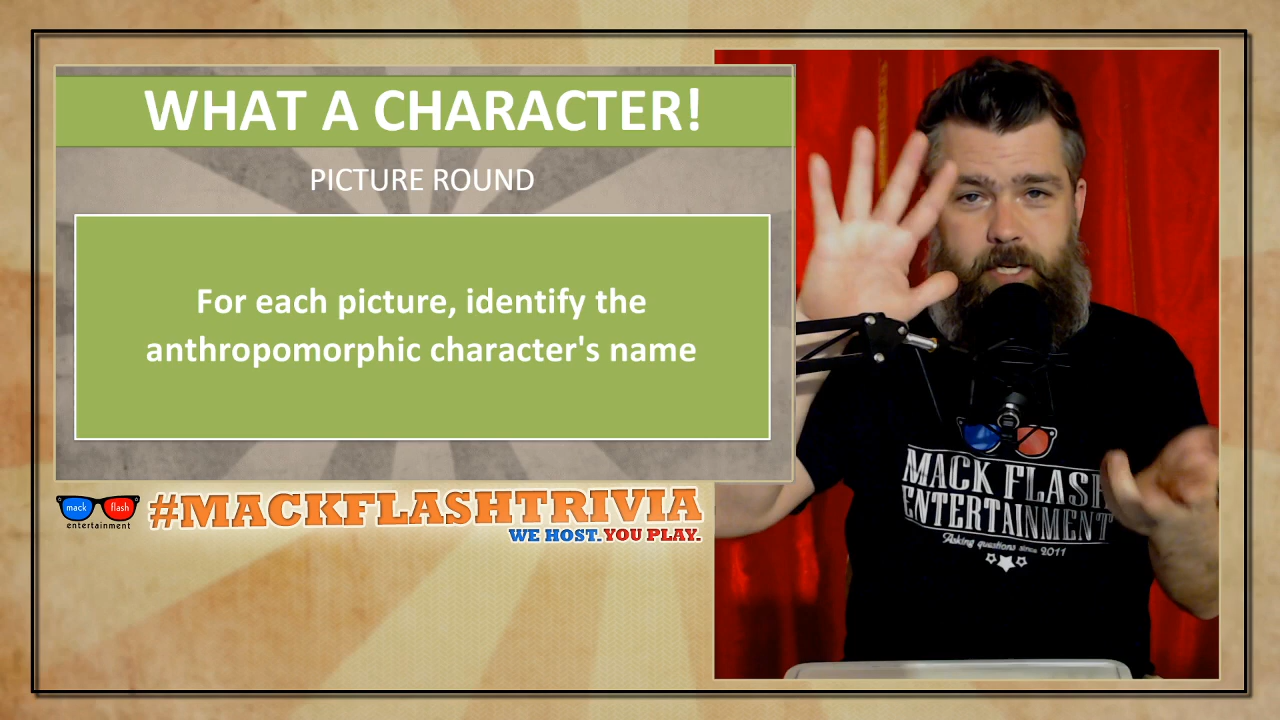 WHAT A CHARACTER!
PICTURE ROUND
For each picture, identify the
anthropomorphic character's name
mack flash
entertainment
#MACKFLASHTRIVIA
WE HOST.YOU PLAY.
MACK FLASH
ENTERTAINMENT
Asking questions since 2011